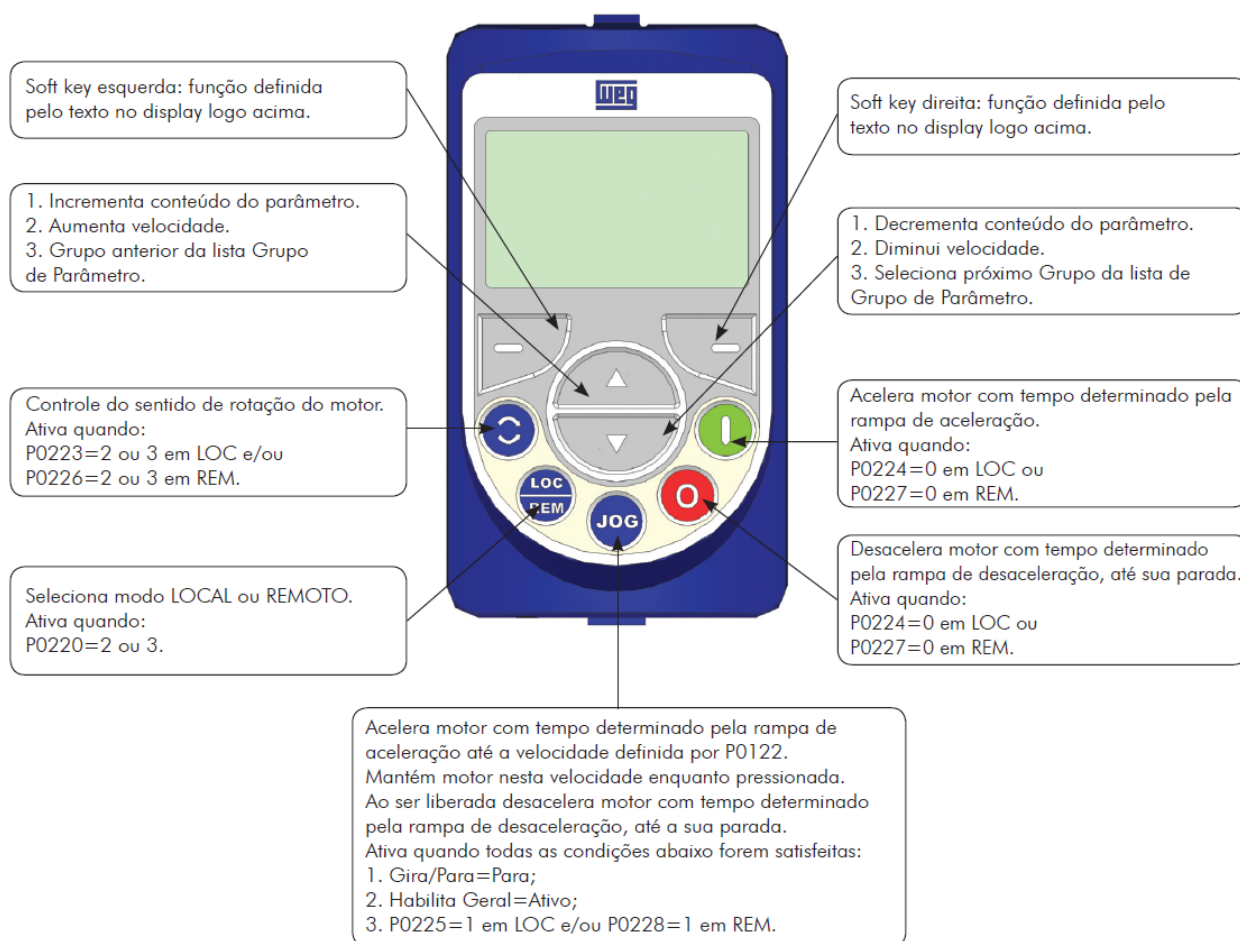 Soft key esquerda: função definida
pelo texto no display logo acima.
weg
Soft key direita: função definida pelo
texto no display logo acima.
1. Incrementa conteúdo do parâmetro.
2. Aumenta velocidade.
3. Grupo anterior da lista Grupo
de Parâmetro.
1. Decrementa conteúdo do parâmetro.
2. Diminui velocidade.
3. Seleciona próximo Grupo da lista de
Grupo de Parâmetro.
Controle do sentido de rotação do motor.
Ativa quando:
P0223=2 ou 3 em LOC e/ou
P0226=2 ou 3 em REM.
Acelera motor com tempo determinado pela
rampa de aceleração.
Ativa quando:
P0224=0 em LOC ou
P0227=0 em REM.
LOC
REM
JOG
O
I
Seleciona modo LOCAL ou REMOTO.
Ativa quando:
P0220=2 ou 3.
Desacelera motor com tempo determinado
pela rampa de desaceleração, até sua parada.
Ativa quando:
P0224=0 em LOC ou
P0227=0 em REM.
Acelera motor com tempo determinado pela rampa de
aceleração até a velocidade definida por P0122.
Mantém motor nesta velocidade enquanto pressionada.
Ao ser liberada desacelera motor com tempo determinado
pela rampa de desaceleração, até a sua parada.
Ativa quando todas as condições abaixo forem satisfeitas:
1. Gira/Para=Para;
2. Habilita Geral=Ativo;
3. P0225=1 em LOC e/ou P0228=1 em REM.